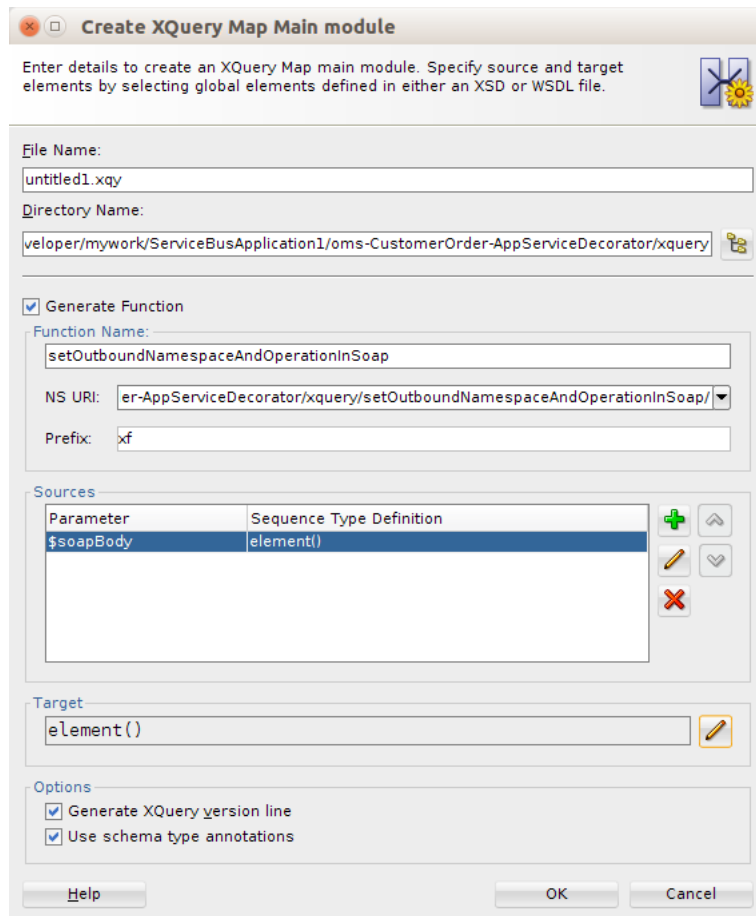 Create XQuery Map Main module
Enter details to create an XQuery Map main module. Specify source and target
elements by selecting global elements defined in either an XSD or WSDL file.
File Name:
untitled1.xqy
Directory Name:
veloper/mywork/ServiceBusApplication1/oms-CustomerOrder-AppServiceDecorator/xquery
Generate Function
Function Name:
setOutboundNamespaceAndOperationInSoap
NS URI: er-AppServiceDecorator/xquery/setOutboundNamespaceAndOperationInSoap/
Prefix: xf
Sources
Parameter Sequence Type Definition
$soapBody element()
Target
element()
Options
Generate XQuery version line
Use schema type annotations
Help OK Cancel